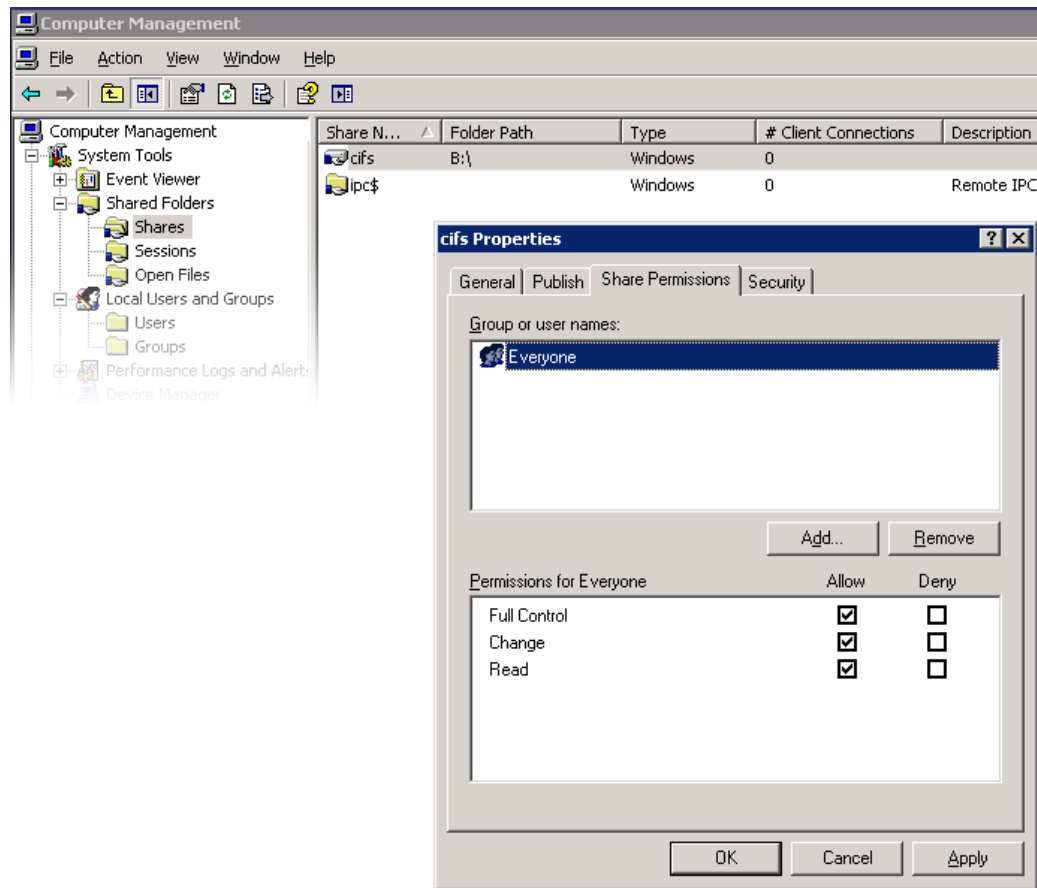 Computer Management
File Action View Window Help
Computer Management
System Tools
Event Viewer
Shared Folders
Shares
Sessions
Open Files
Local Users and Groups
Users
Groups
Performance Logs and Alert
Device Manager
Share N... Folder Path Type # Client Connections Description
cifs B:\ Windows 0
ipc$ Windows 0 Remote IPC
cifs Properties
General Publish Share Permissions Security
Group or user names:
Everyone
Add... Remove
Permissions for Everyone Allow Deny
Full Control
Change
Read
OK Cancel Apply